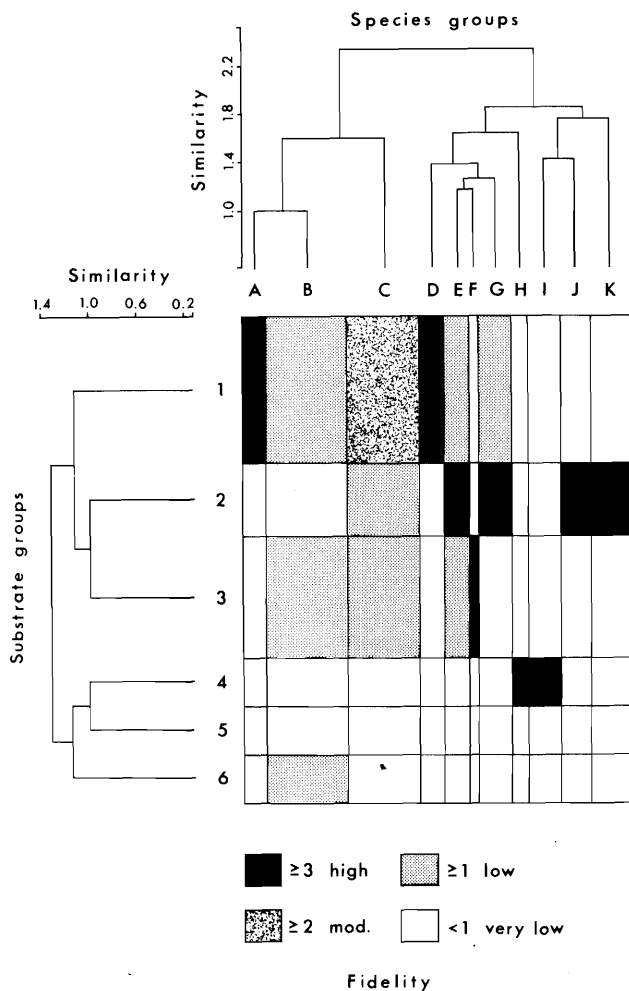 Species groups
Similarity
2.2
1.8
1.4
1.0
A B C D E F G H I J K
Similarity
1.4 1.0 0.6 0.2
Substrate groups
1
2
3
4
5
6
≥3 high
≥1 low
≥2 mod.
<1 very low
Fidelity